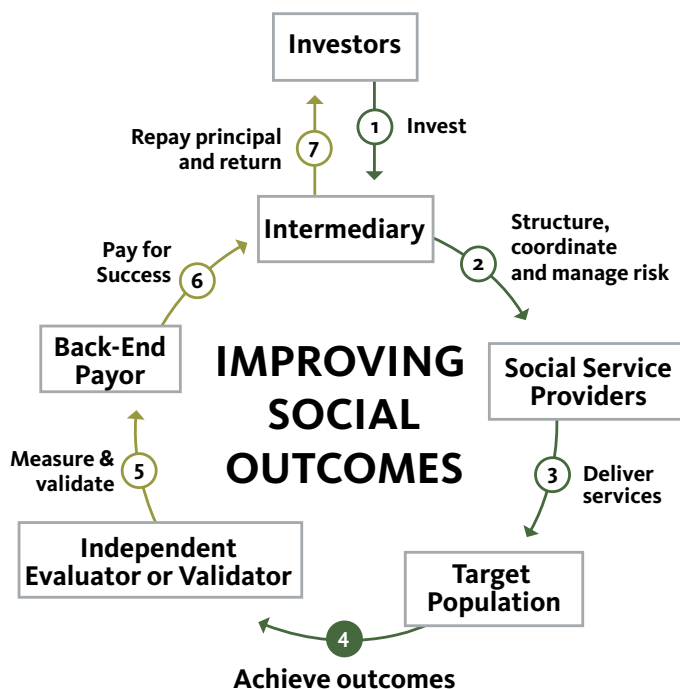 Investors
1
Invest
Repay principal
and return
7
Intermediary
Structure,
coordinate
and manage risk
2
Pay for
Success
6
Back-End
Payor
IMPROVING
SOCIAL
OUTCOMES
Social Service
Providers
Measure &
validate
5
3
Deliver
services
Independent
Evaluator or Validator
Target
Population
4
Achieve outcomes